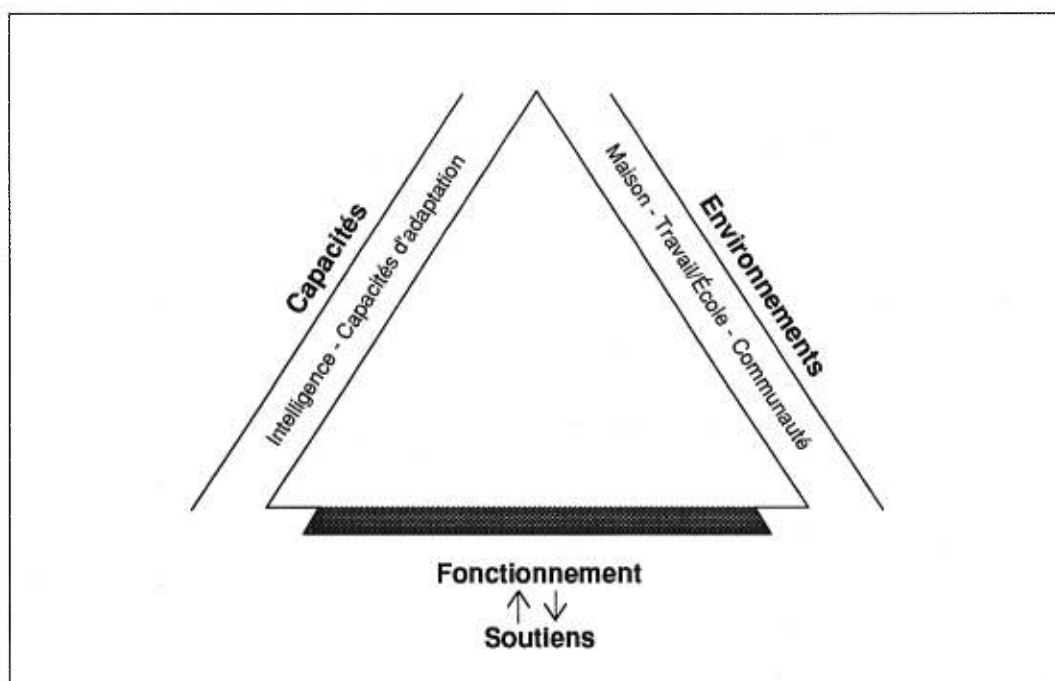 Capacités
Intelligence - Capacités d'adaptation
Maison - Travail/École - Communauté
Environnements
Fonctionnement
Soutiens